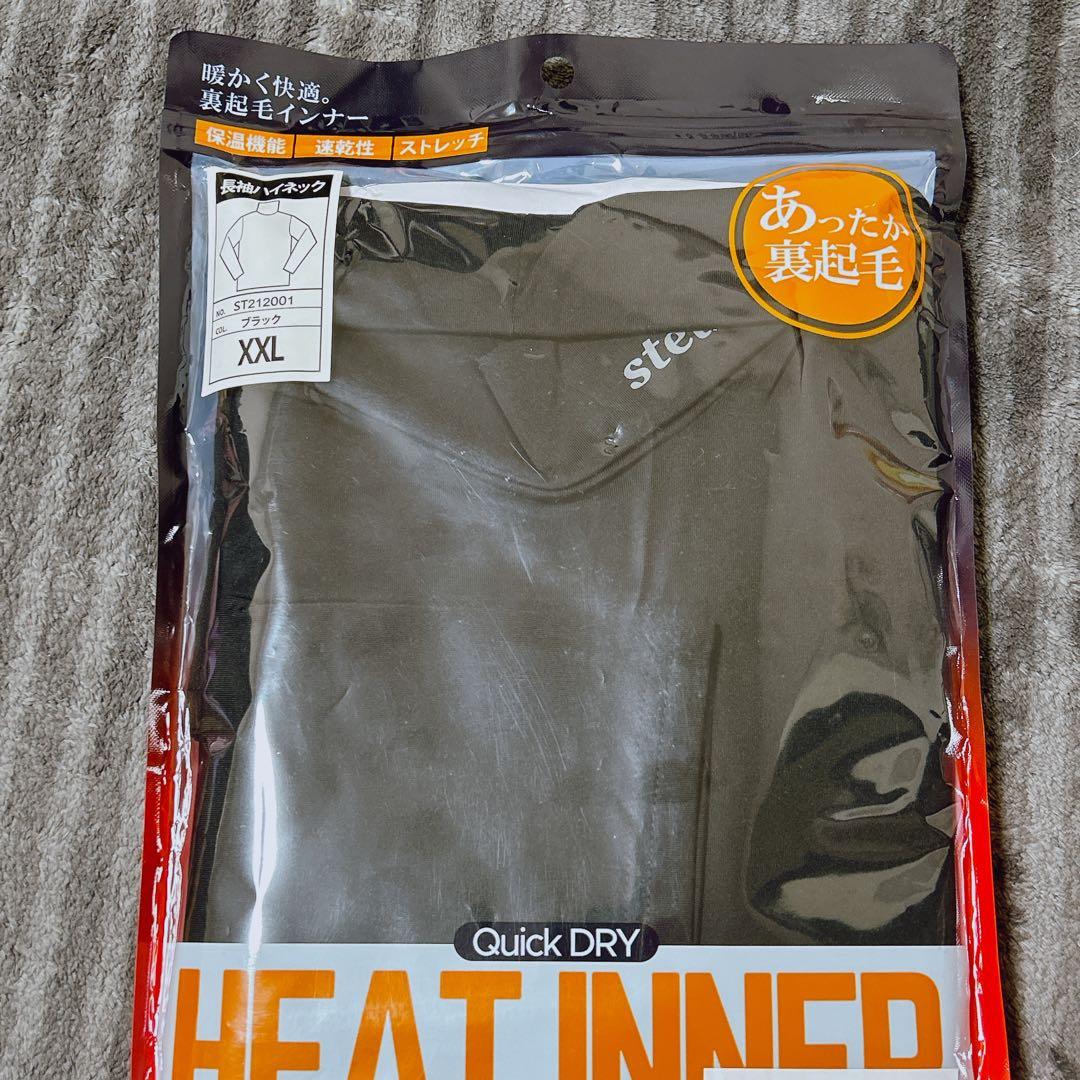 暖かく快適。
裏起毛インナー
保温機能 速乾性 ストレッチ
長袖ハイネック
NO. ST212001
COL. ブラック
XXL
あったか
裏起毛
Quick DRY
HEAT INNER